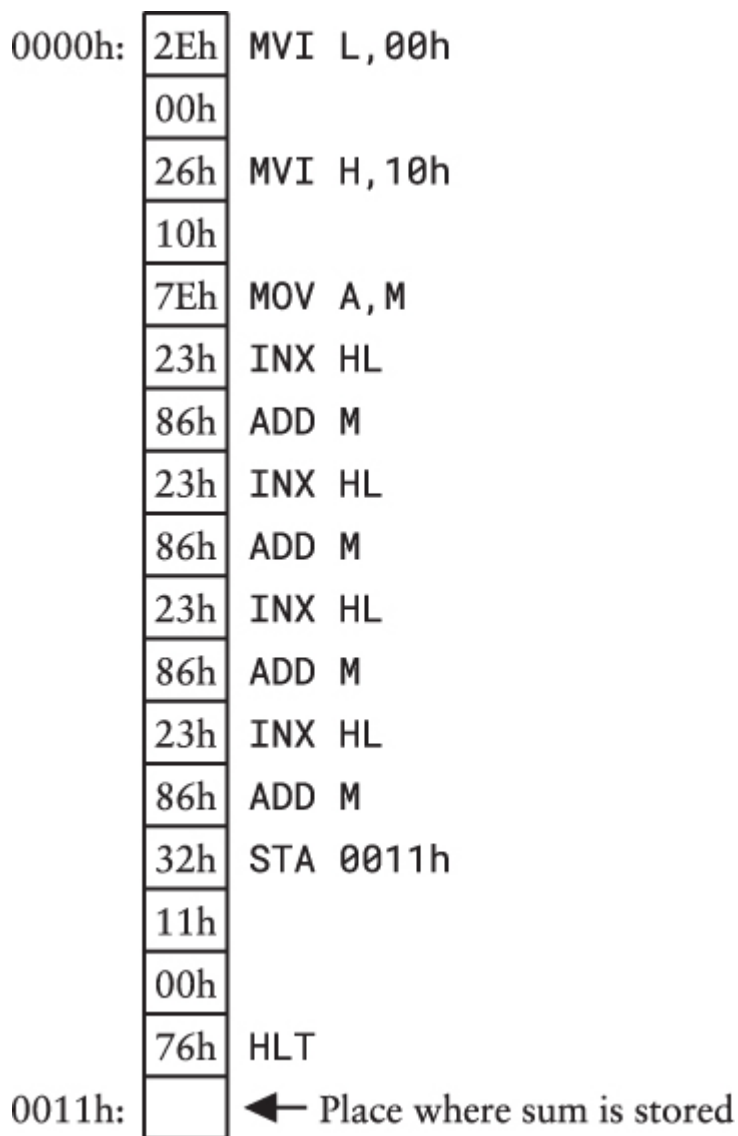 0000h: 2Eh MVI L,00h
00h
26h MVI H,10h
10h
7Eh MOV A,M
23h INX HL
86h ADD M
23h INX HL
86h ADD M
23h INX HL
86h ADD M
23h INX HL
86h ADD M
32h STA 0011h
11h
00h
76h HLT
0011h: Place where sum is stored